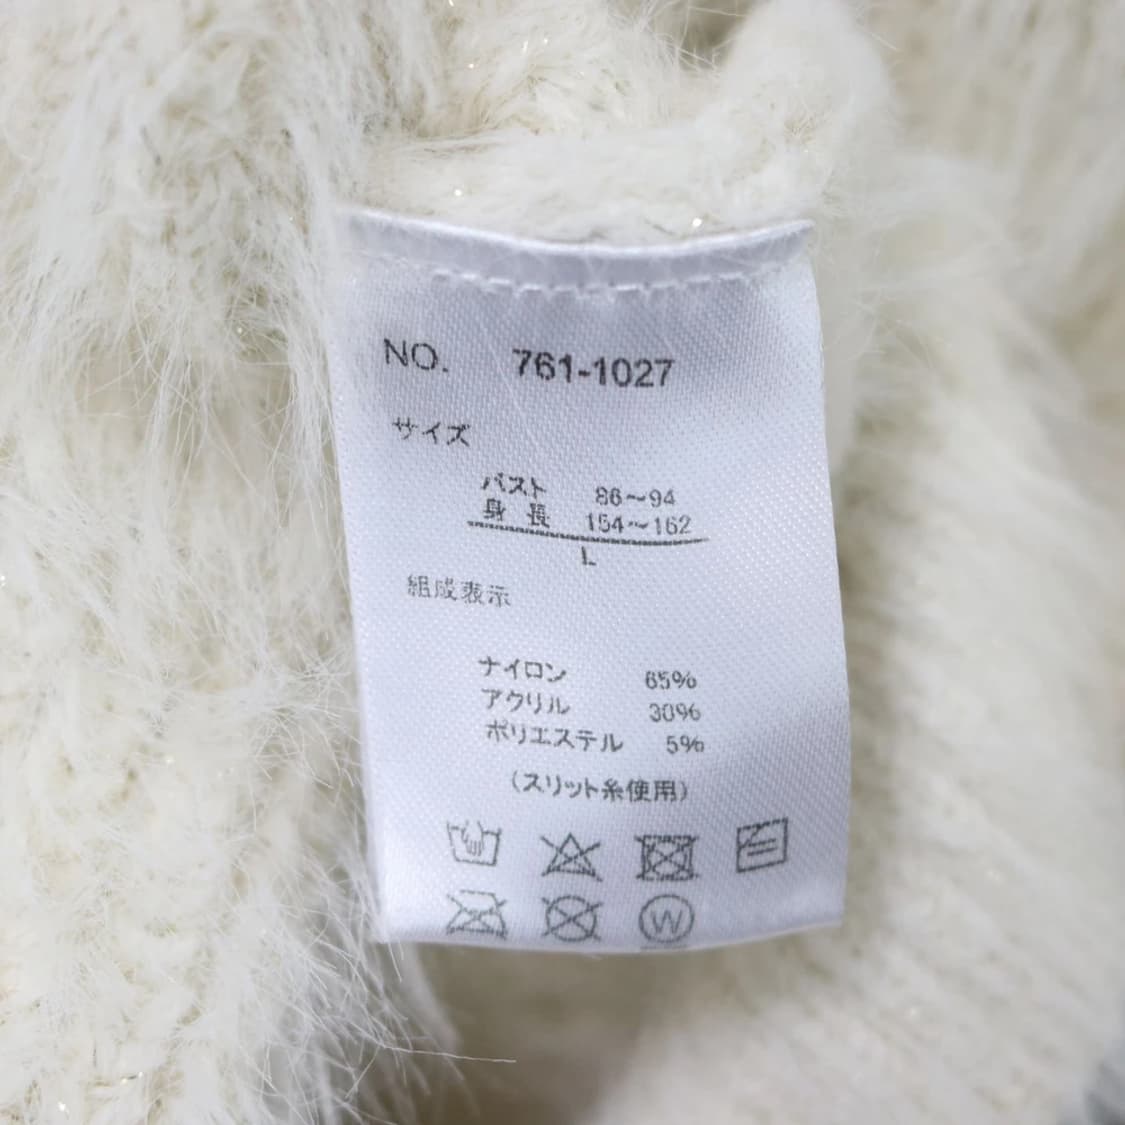 NO. 761-1027
サイズ
バスト 86～94
身長 154～162
L
組成表示
ナイロン 65%
アクリル 30%
ポリエステル 5%
(スリット糸使用)
W